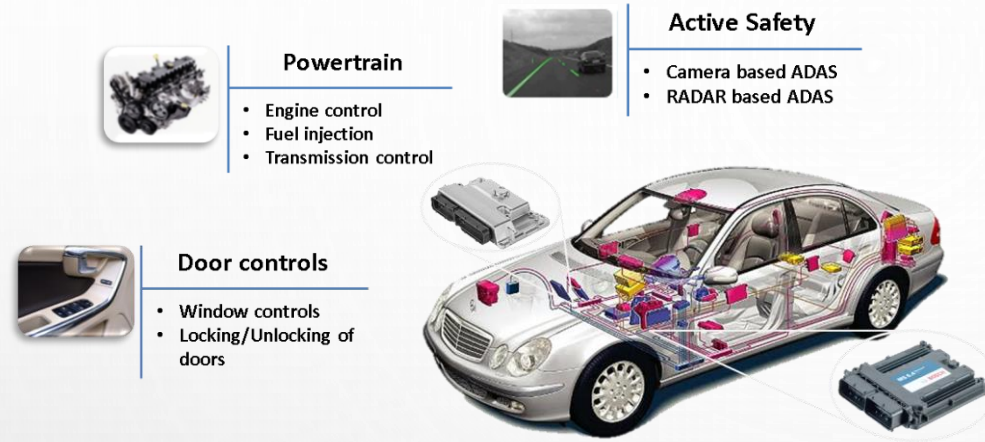 Powertrain
• Engine control
• Fuel injection
• Transmission control
Active Safety
• Camera based ADAS
• RADAR based ADAS
Door controls
• Window controls
• Locking/Unlocking of
doors